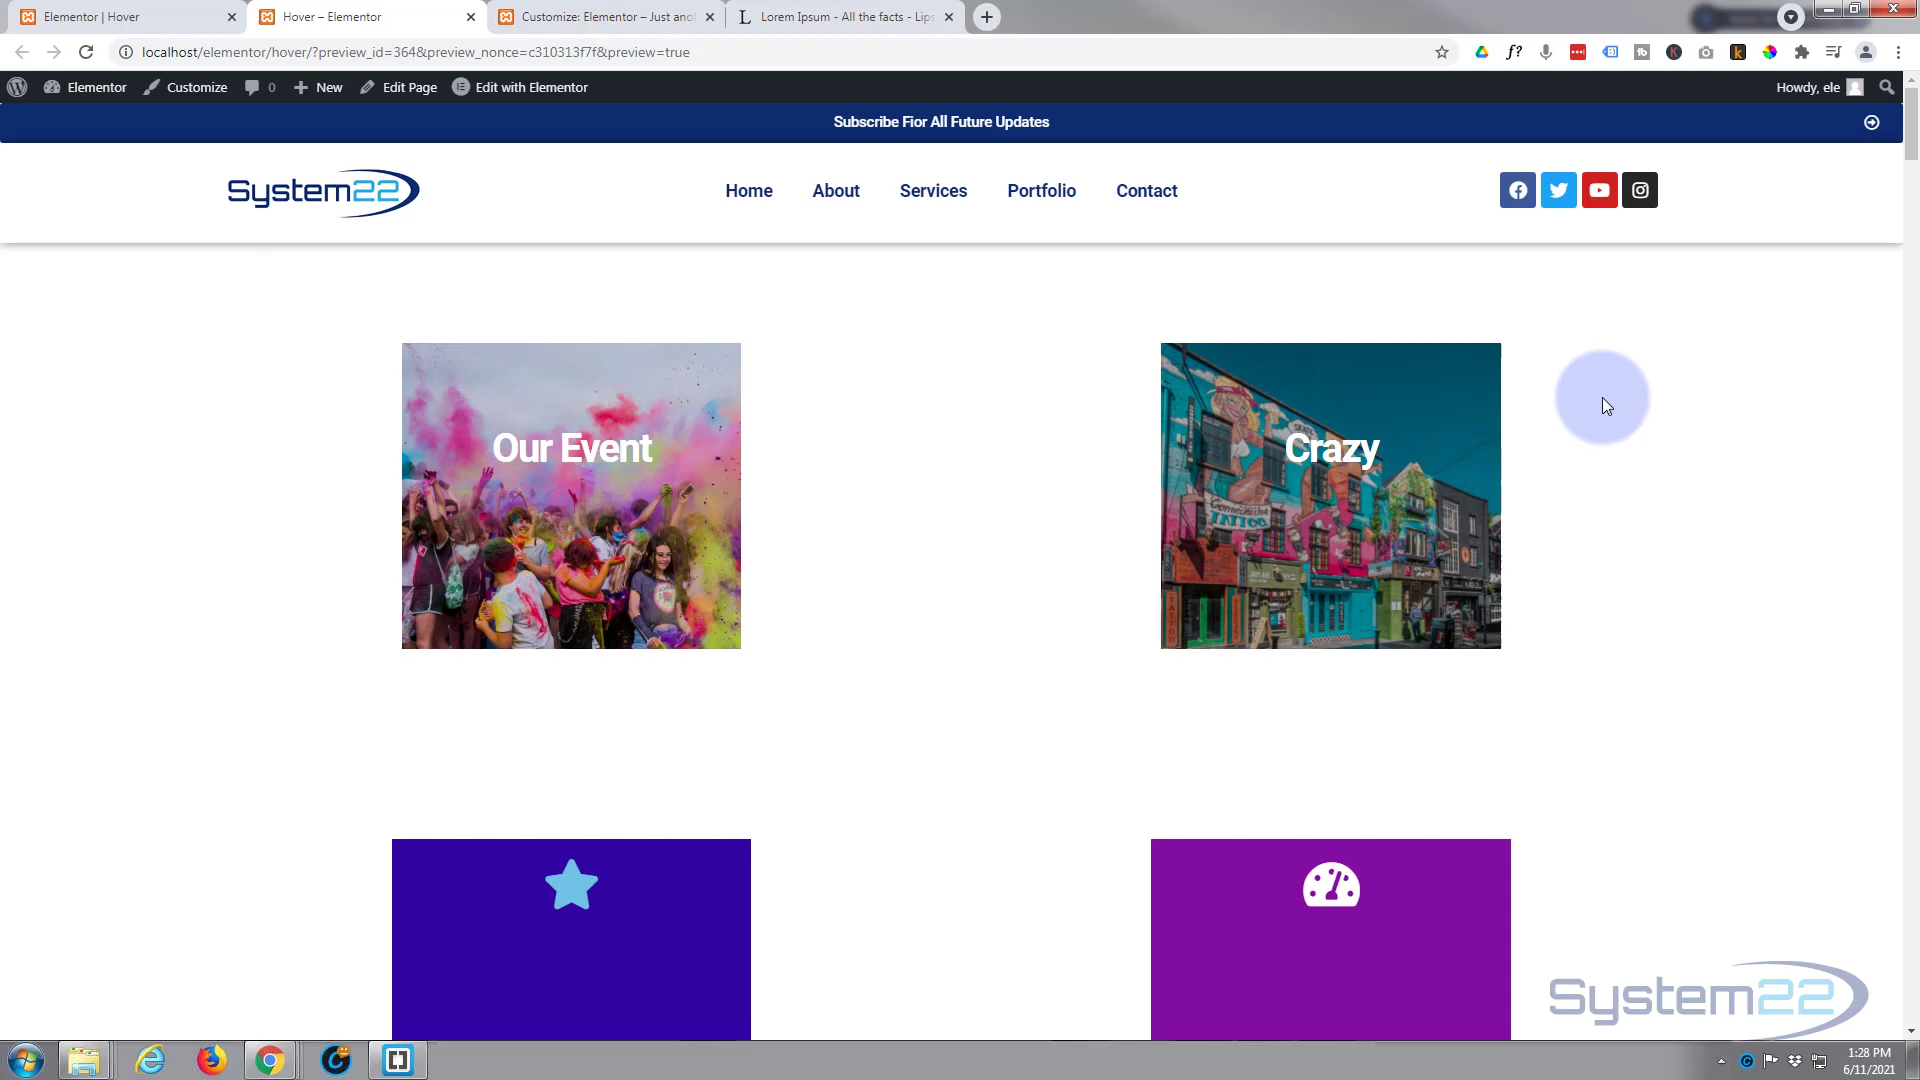 Elementor | Hover
Hover – Elementor
Customize: Elementor – Just ano
Lorem Ipsum - All the facts - Lips
localhost/elementor/hover/?preview_id=364&preview_nonce=c310313f7f&preview=true
Elementor
Customize
0
New
Edit Page
Edit with Elementor
Howdy, ele
Subscribe Fior All Future Updates
System22
Home
About
Services
Portfolio
Contact
Our Event
Crazy
TATTOO
System22
1:28 PM
6/11/2021